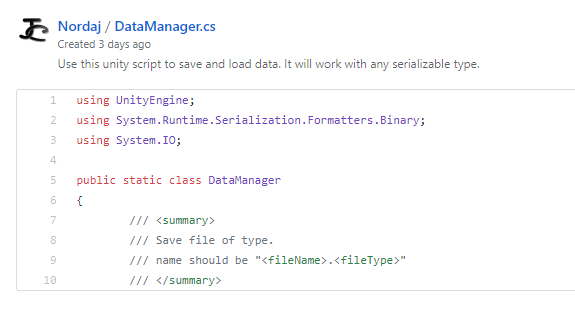 Nordaj / DataManager.cs
Created 3 days ago
Use this unity script to save and load data. It will work with any serializable type.
1 using UnityEngine;
2 using System.Runtime.Serialization.Formatters.Binary;
3 using System.IO;
4
5 public static class DataManager
6 {
7 /// <summary>
8 /// Save file of type.
9 /// name should be "<fileName>.<fileType>"
10 /// </summary>